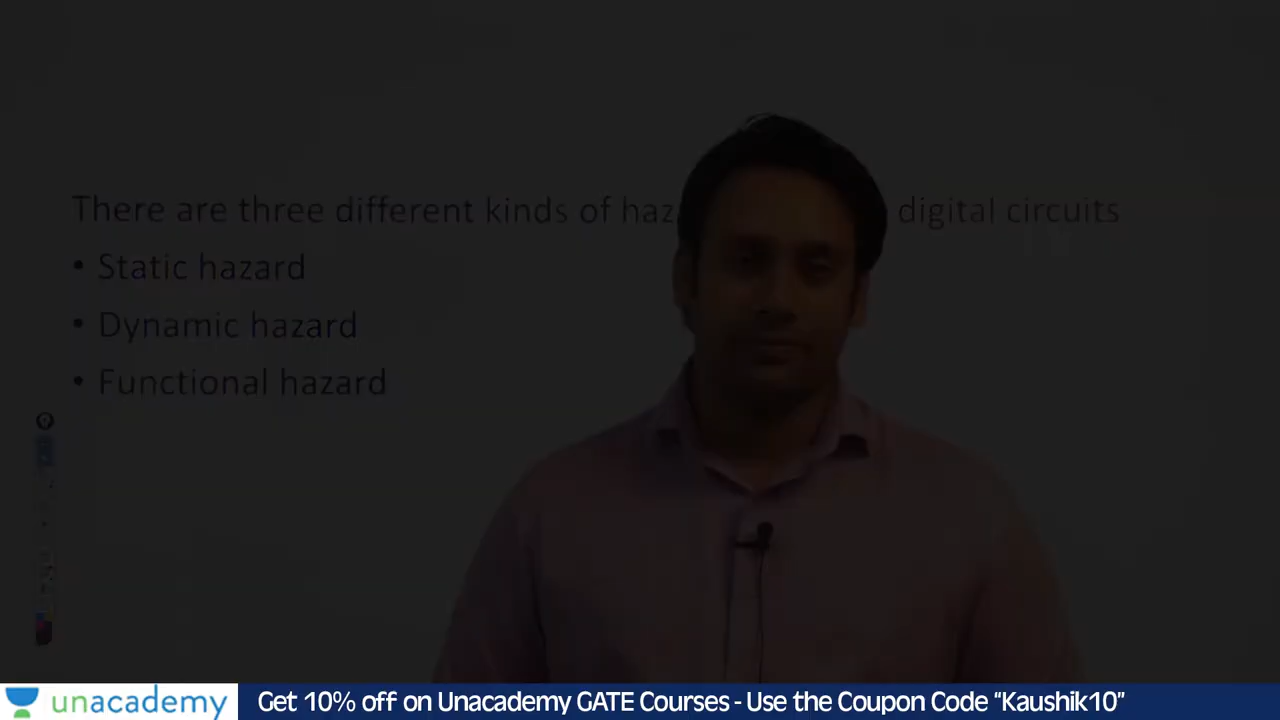 There are three different kinds of haz digital circuits
• Static hazard
• Dynamic hazard
• Functional hazard
unacademy
Get 10% off on Unacademy GATE Courses - Use the Coupon Code “Kaushik10”